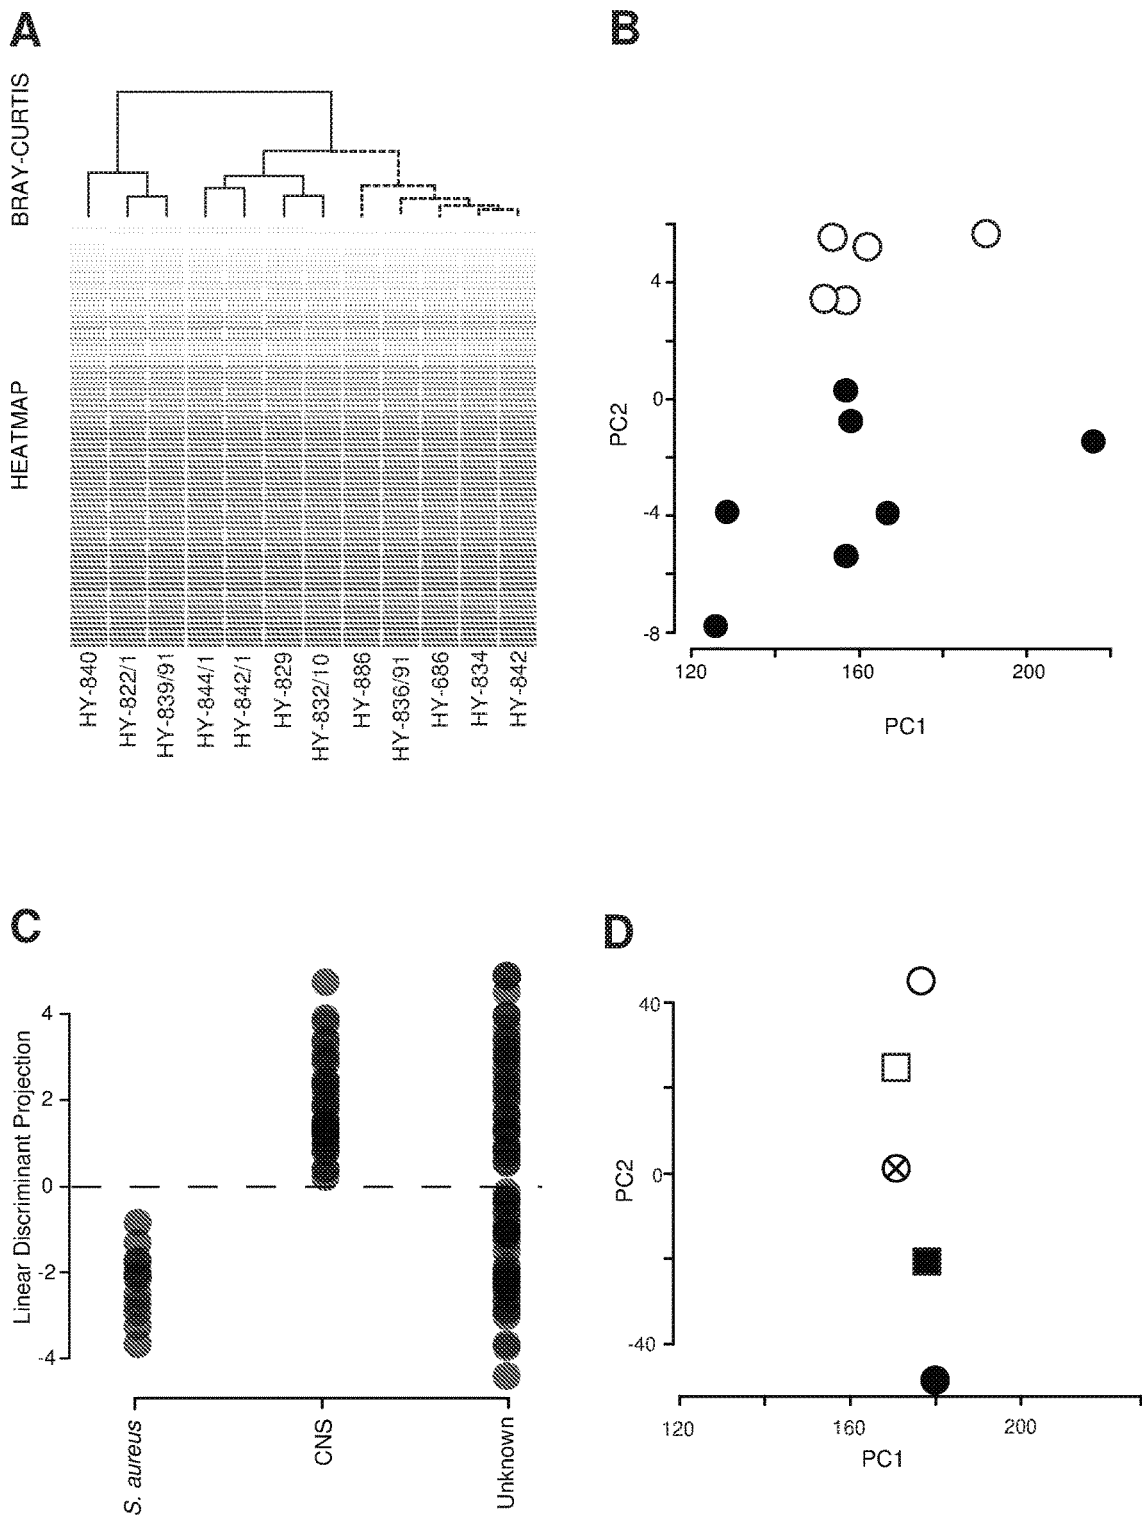 A
BRAY-CURTIS
HEATMAP
HY-840
HY-822/1
HY-839/91
HY-844/1
HY-842/1
HY-829
HY-832/10
HY-886
HY-836/91
HY-686
HY-834
HY-842
B
PC2
4
0
-4
-8
120
160
200
PC1
C
Linear Discriminant Projection
4
2
0
-2
-4
S. aureus
CNS
Unknown
D
PC2
40
0
-40
120
160
200
PC1